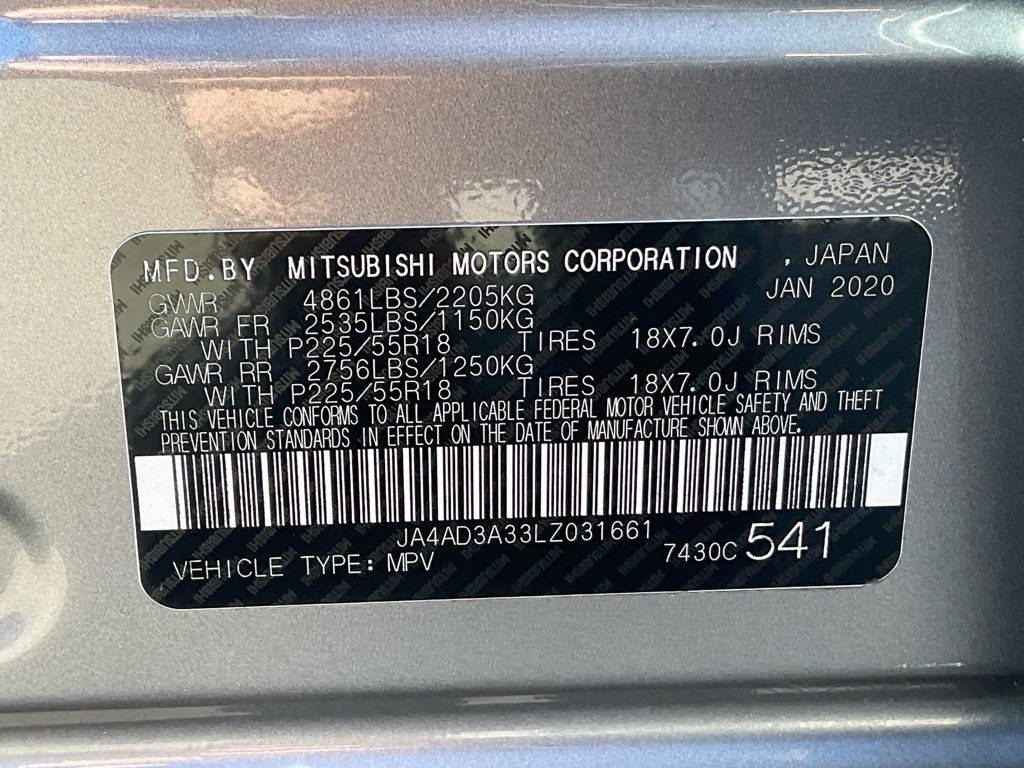 MFD.BY MITSUBISHI MOTORS CORPORATION , JAPAN
GVWR 4861LBS/2205KG JAN 2020
GAWR FR 2535LBS/1150KG
WITH P225/55R18 TIRES 18X7.0J RIMS
GAWR RR 2756LBS/1250KG
WITH P225/55R18 TIRES 18X7.0J RIMS
THIS VEHICLE CONFORMS TO ALL APPLICABLE FEDERAL MOTOR VEHICLE SAFETY AND THEFT
PREVENTION STANDARDS IN EFFECT ON THE DATE OF MANUFACTURE SHOWN ABOVE.
JA4AD3A33LZ031661
VEHICLE TYPE: MPV 7430C 541